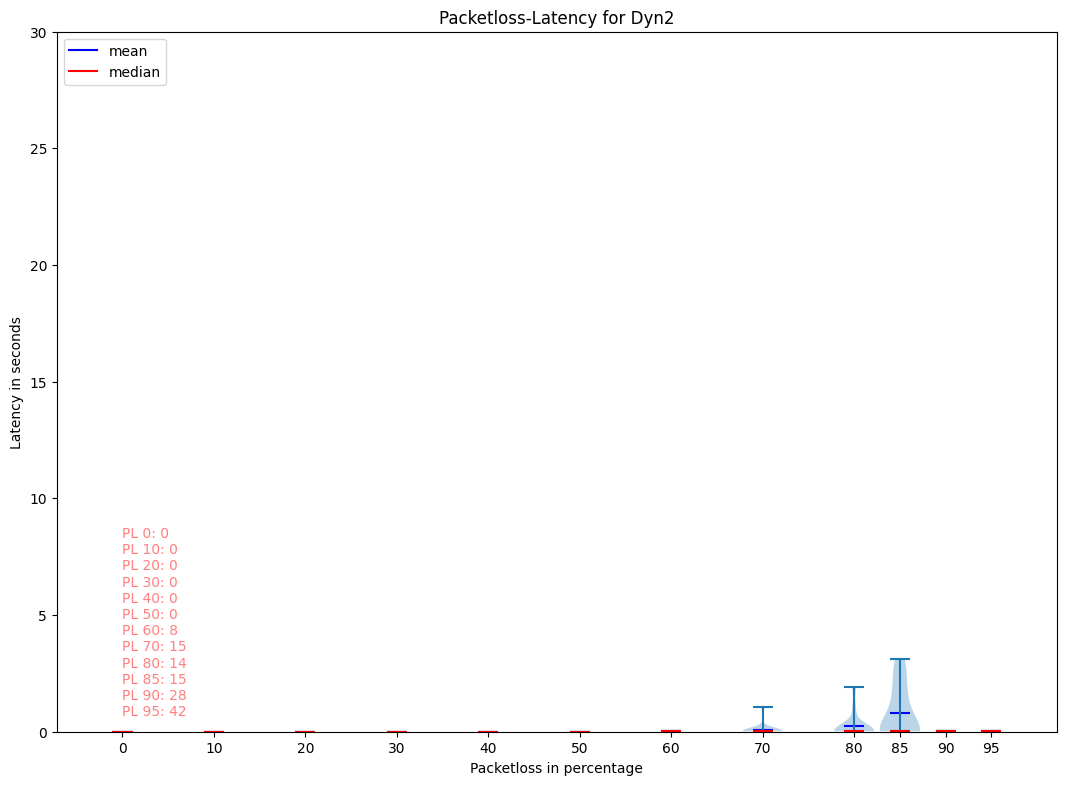 Packetloss-Latency for Dyn2
mean
median
30
25
20
15
10
5
0
Latency in seconds
PL 0: 0
PL 10: 0
PL 20: 0
PL 30: 0
PL 40: 0
PL 50: 0
PL 60: 8
PL 70: 15
PL 80: 14
PL 85: 15
PL 90: 28
PL 95: 42
0 10 20 30 40 50 60 70 80 85 90 95
Packetloss in percentage